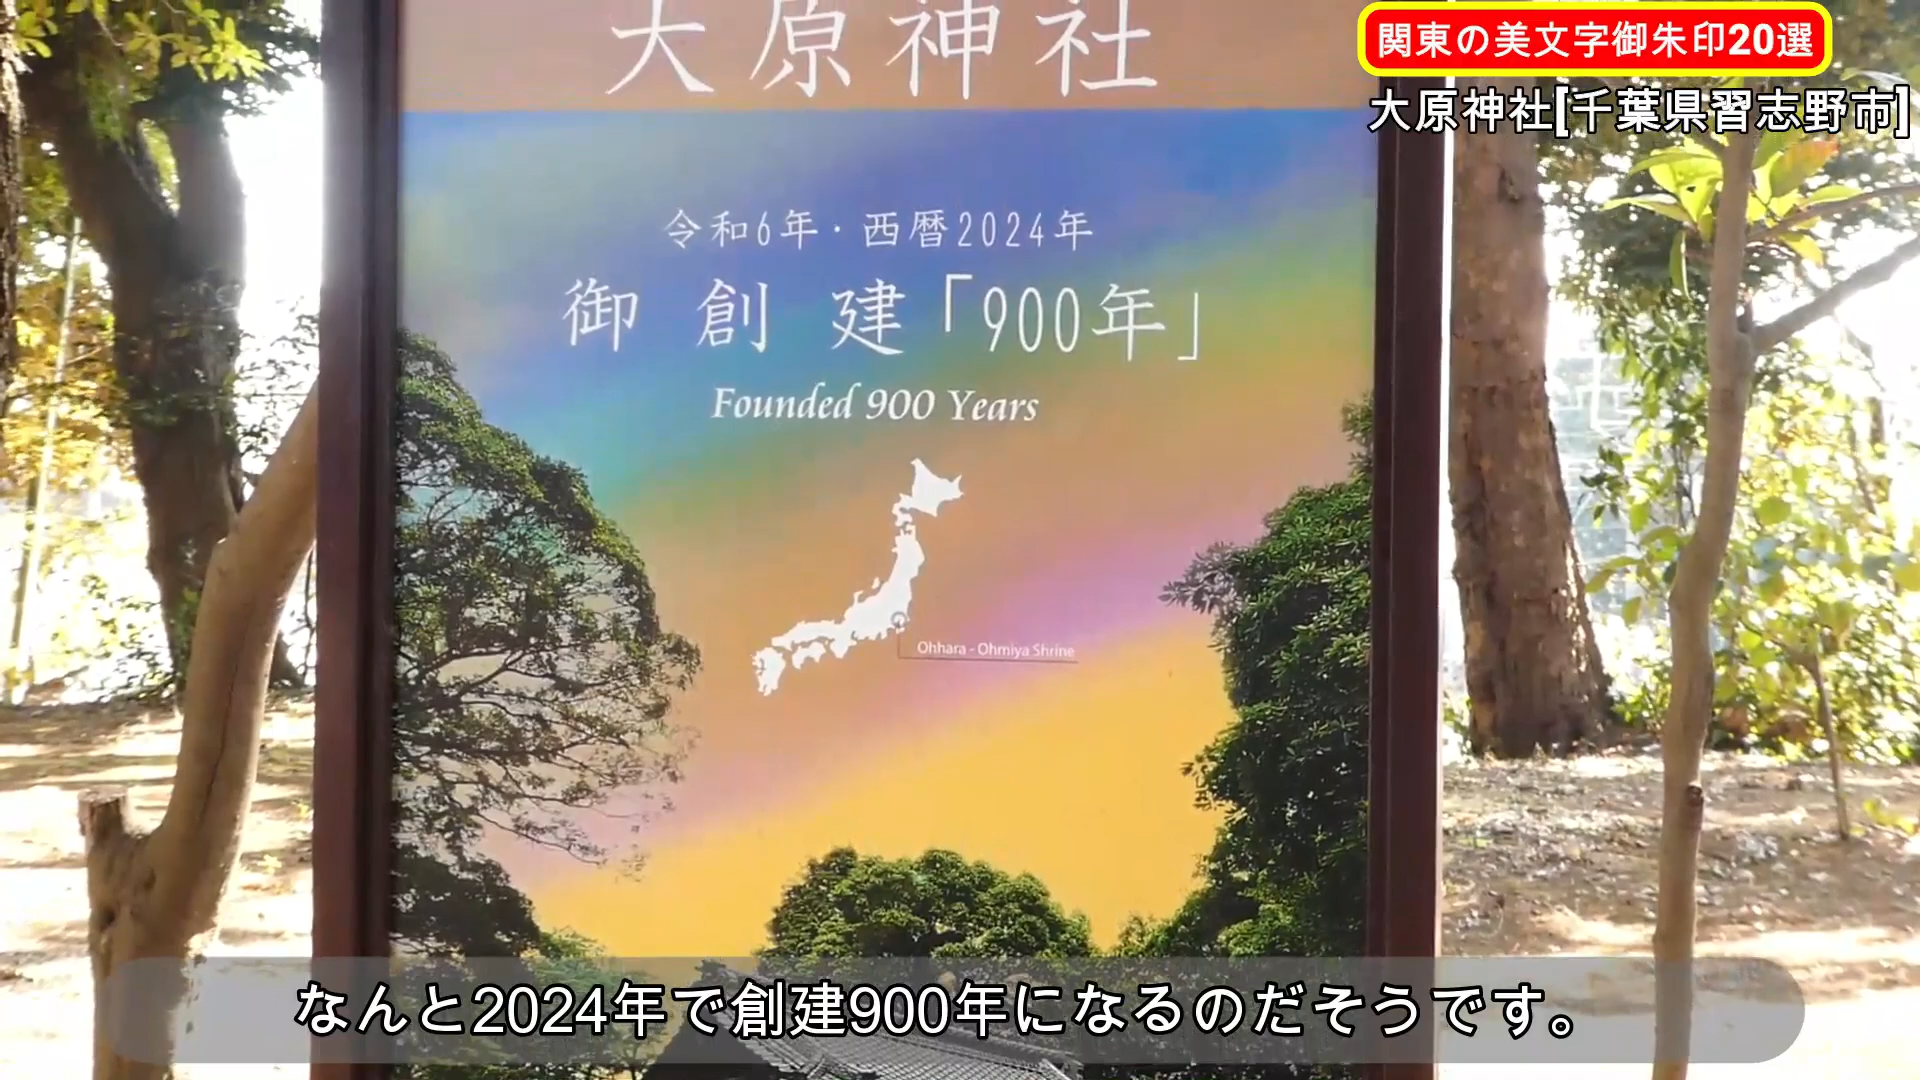 大原神社
関東の美文字御朱印20選
大原神社[千葉県習志野市]
令和6年・西暦2024年
御創建「900年」
Founded 900 Years
Ohhara - Ohmiya Shrine
なんと2024年で創建900年になるのだそうです。